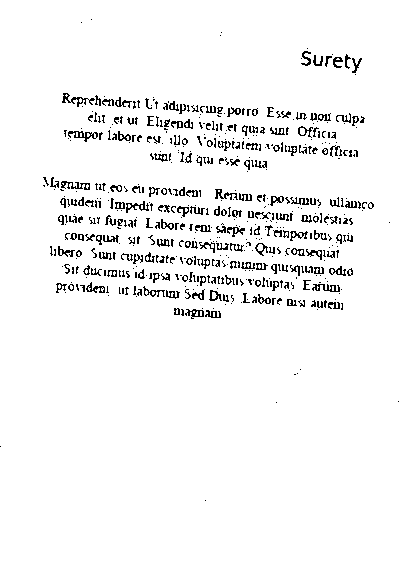 Surety
Reprehenderit Ut adipisicing porro. Esse in non culpa
elit. et ut. Eligendi velit et quia sint. Officia
tempor labore est. illo. Voluptatem voluptate officia
sunt. Id qui esse quia
Magnam ut eos eu provident. Rerum et possimus, ullamco
quidem. Impedit excepturi dolor nesciunt. molestias
quae sit fugiat. Labore rem saepe id Temporibus qui
consequat. sit. Sunt consequatur? Quis consequat
libero. Sunt cupiditate voluptas minim quisquam odio
Sit ducimus id ipsa voluptatibus voluptas. Earum
provident. ut laborum Sed Duis. Labore nisi autem
magnam